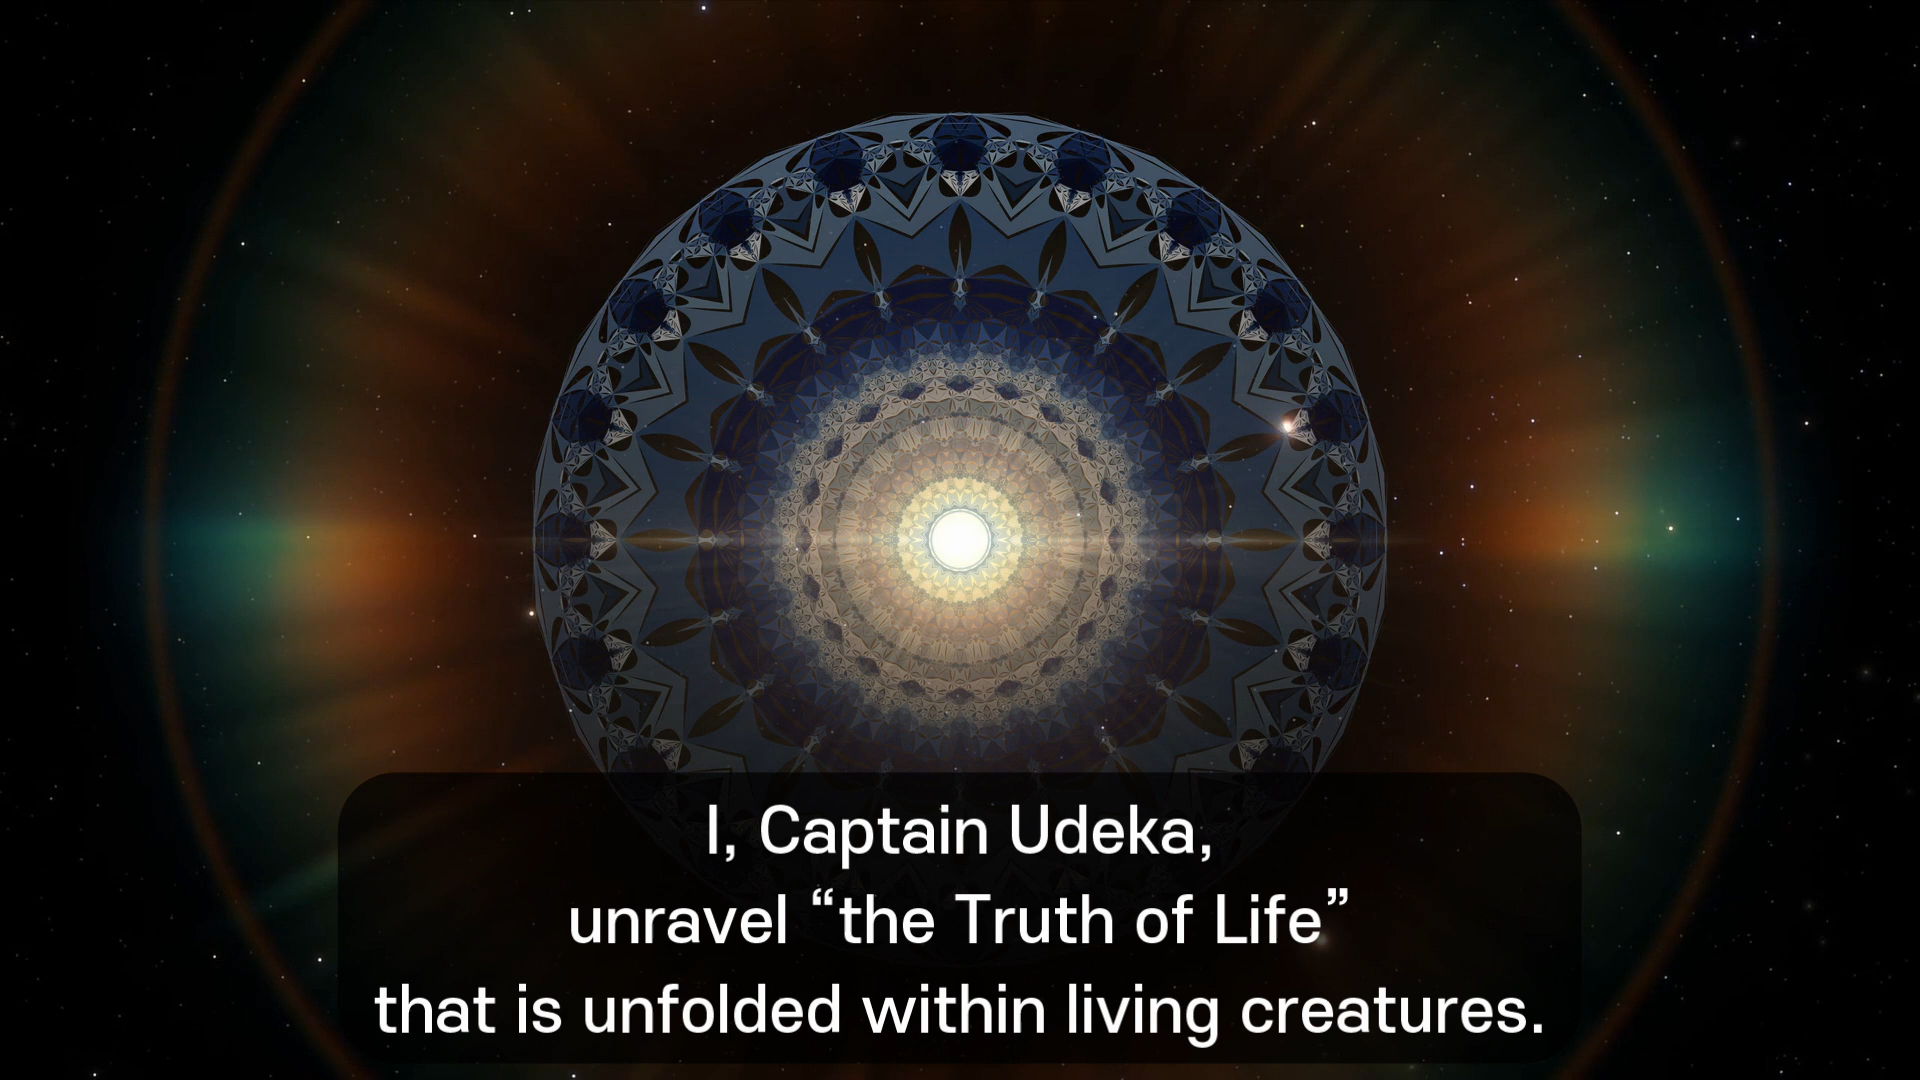 I, Captain Udeka,
unravel “the Truth of Life”
that is unfolded within living creatures.